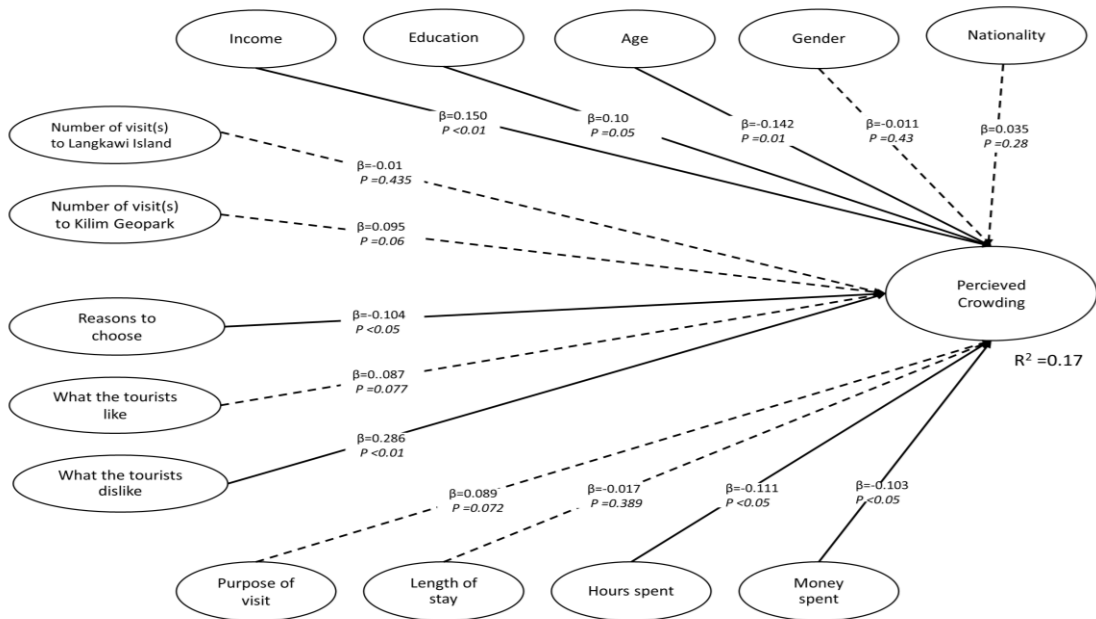 Income
Education
Age
Gender
Nationality
β=0.150
P <0.01
β=0.10
P =0.05
β=-0.142
P =0.01
β=-0.011
P =0.43
β=0.035
P =0.28
Number of visit(s)
to Langkawi Island
β=-0.01
P =0.435
Number of visit(s)
to Kilim Geopark
β=0.095
P =0.06
Percieved
Crowding
R² =0.17
Reasons to
choose
β=-0.104
P <0.05
What the tourists
like
β=0..087
P =0.077
What the tourists
dislike
β=0.286
P <0.01
β=0.089
P =0.072
β=-0.017
P =0.389
β=-0.111
P <0.05
β=-0.103
P <0.05
Purpose of
visit
Length of
stay
Hours spent
Money
spent